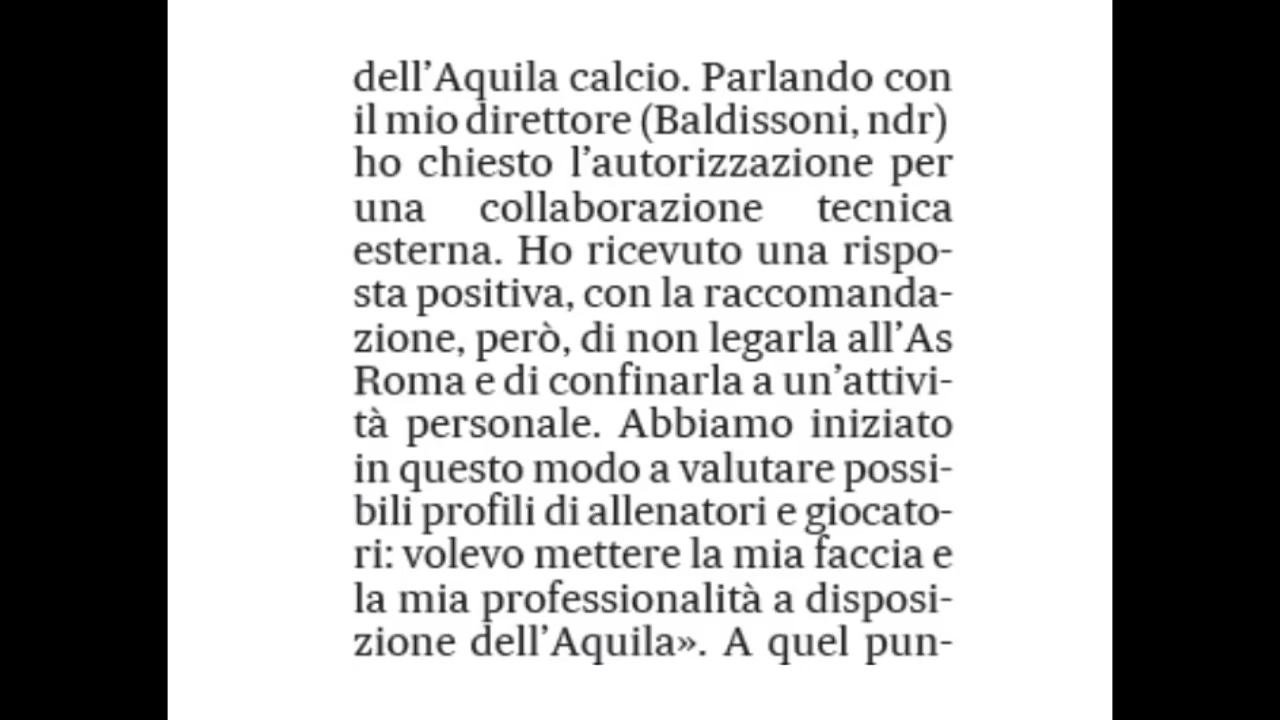 dell’Aquila calcio. Parlando con
il mio direttore (Baldissoni, ndr)
ho chiesto l’autorizzazione per
una collaborazione tecnica
esterna. Ho ricevuto una rispo-
sta positiva, con la raccomanda-
zione, però, di non legarla all’As
Roma e di confinarla a un’attivi-
tà personale. Abbiamo iniziato
in questo modo a valutare possi-
bili profili di allenatori e giocato-
ri: volevo mettere la mia faccia e
la mia professionalità a disposi-
zione dell’Aquila». A quel pun-